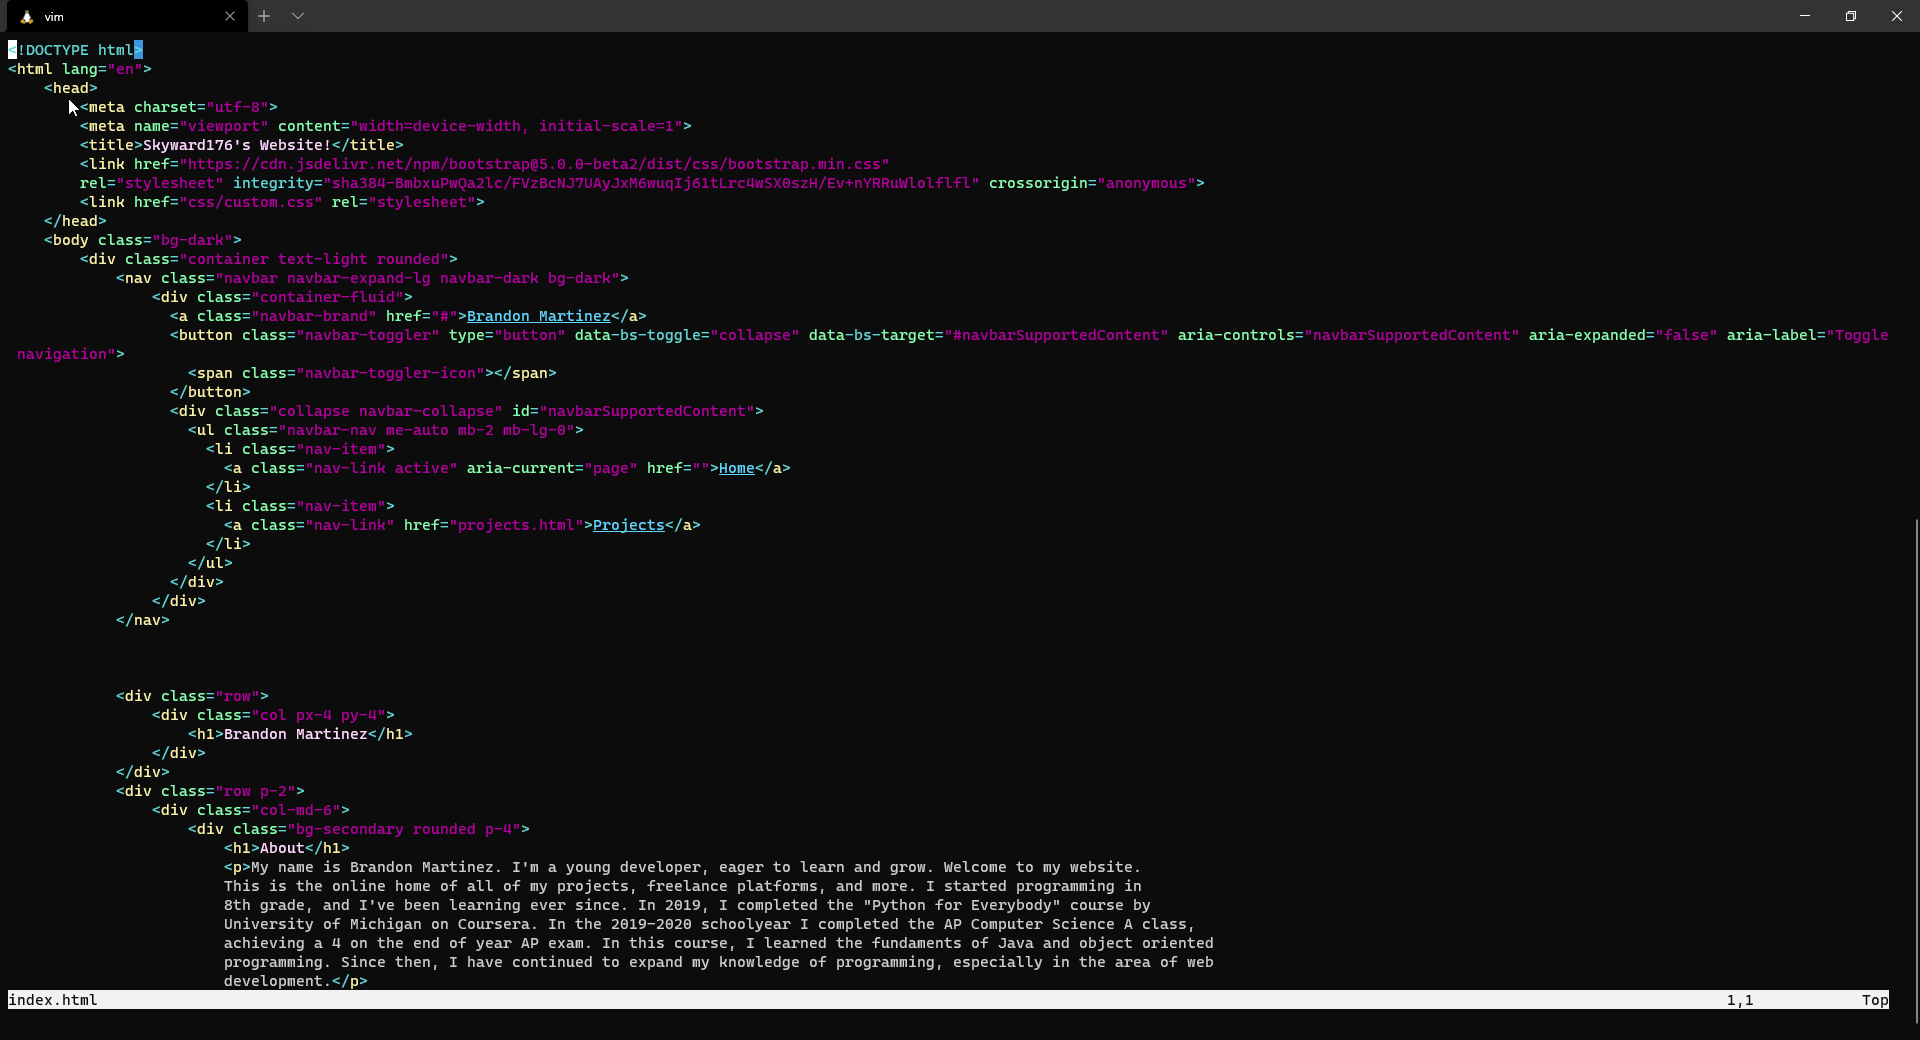 vim
<!DOCTYPE html>
<html lang="en">
    <head>
        <meta charset="utf-8">
        <meta name="viewport" content="width=device-width, initial-scale=1">
        <title>Skyward176's Website!</title>
        <link href="https://cdn.jsdelivr.net/npm/bootstrap@5.0.0-beta2/dist/css/bootstrap.min.css"
        rel="stylesheet" integrity="sha384-BmbxuPwQa2lc/FVzBcNJ7UAyJxM6wuqIj61tLrc4wSX0szH/Ev+nYRRuWlolflfl" crossorigin="anonymous">
        <link href="css/custom.css" rel="stylesheet">
    </head>
    <body class="bg-dark">
        <div class="container text-light rounded">
            <nav class="navbar navbar-expand-lg navbar-dark bg-dark">
                <div class="container-fluid">
                  <a class="navbar-brand" href="#">Brandon Martinez</a>
                  <button class="navbar-toggler" type="button" data-bs-toggle="collapse" data-bs-target="#navbarSupportedContent" aria-controls="navbarSupportedContent" aria-expanded="false" aria-label="Toggle
 navigation">
                    <span class="navbar-toggler-icon"></span>
                  </button>
                  <div class="collapse navbar-collapse" id="navbarSupportedContent">
                    <ul class="navbar-nav me-auto mb-2 mb-lg-0">
                      <li class="nav-item">
                        <a class="nav-link active" aria-current="page" href="">Home</a>
                      </li>
                      <li class="nav-item">
                        <a class="nav-link" href="projects.html">Projects</a>
                      </li>
                    </ul>
                  </div>
                </div>
            </nav>
            <div class="row">
                <div class="col px-4 py-4">
                    <h1>Brandon Martinez</h1>
                </div>
            </div>
            <div class="row p-2">
                <div class="col-md-6">
                    <div class="bg-secondary rounded p-4">
                        <h1>About</h1>
                        <p>My name is Brandon Martinez. I'm a young developer, eager to learn and grow. Welcome to my website.
                        This is the online home of all of my projects, freelance platforms, and more. I started programming in
                        8th grade, and I've been learning ever since. In 2019, I completed the "Python for Everybody" course by
                        University of Michigan on Coursera. In the 2019-2020 schoolyear I completed the AP Computer Science A class,
                        achieving a 4 on the end of year AP exam. In this course, I learned the fundaments of Java and object oriented
                        programming. Since then, I have continued to expand my knowledge of programming, especially in the area of web
                        development.</p>
index.html 1,1 Top